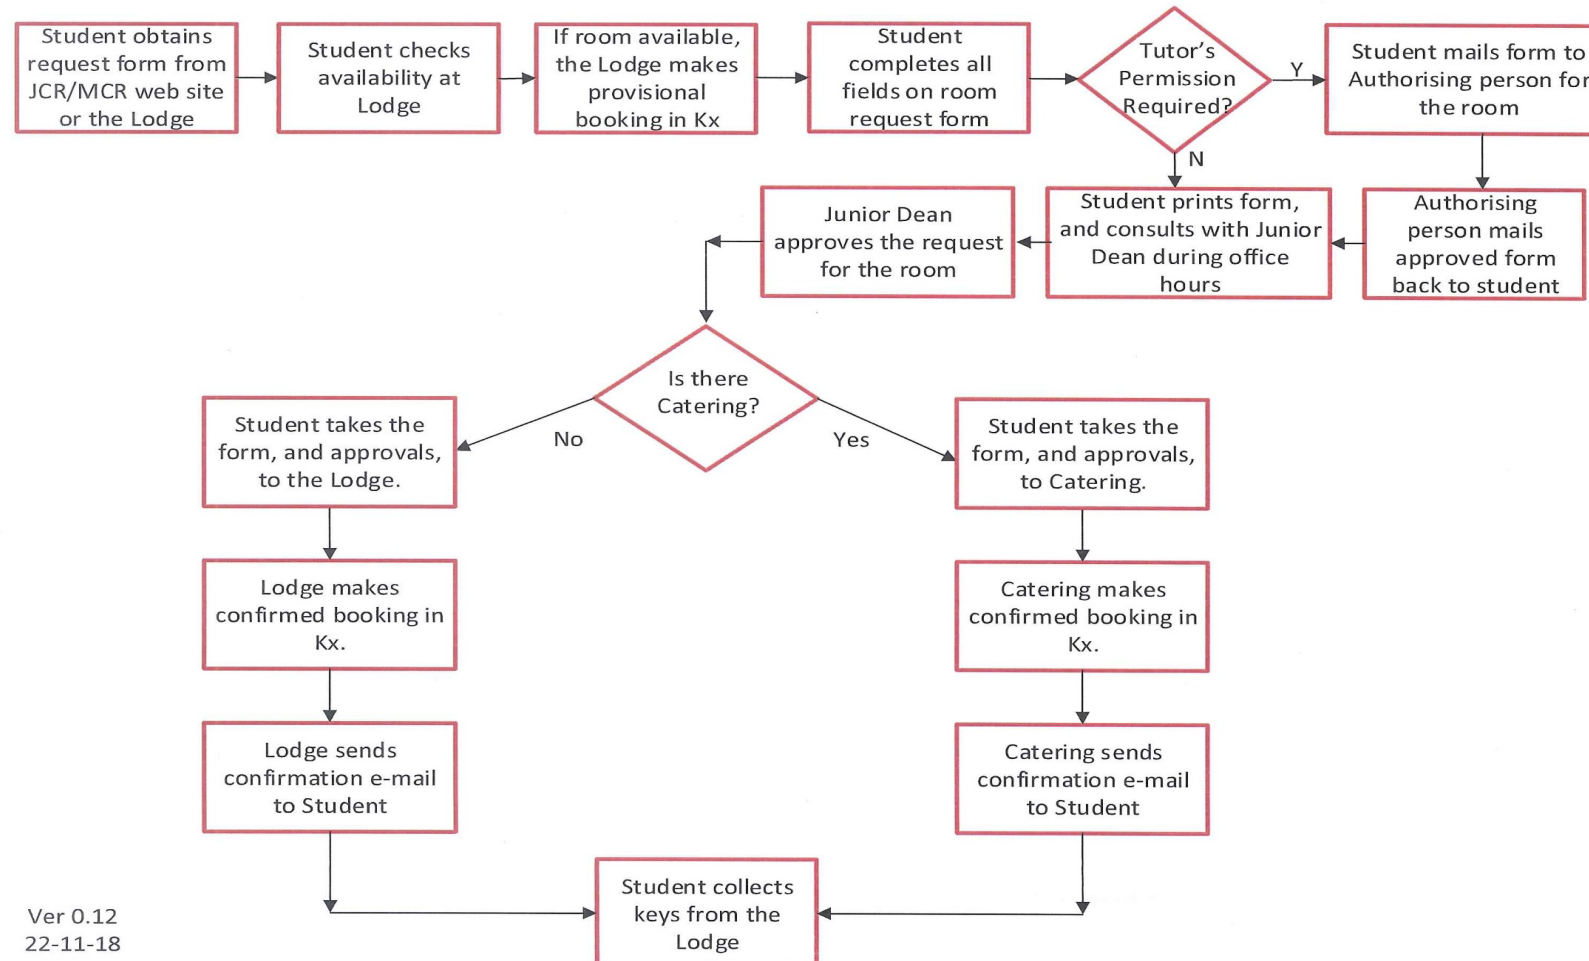 Student obtains
request form from
JCR/MCR web site
or the Lodge
Student checks
availability at
Lodge
If room available,
the Lodge makes
provisional
booking in Kx
Student
completes all
fields on room
request form
Tutor's
Permission
Required?
Y
Student mails form to
Authorising person for
the room
N
Authorising
person mails
approved form
back to student
Student prints form,
and consults with Junior
Dean during office
hours
Junior Dean
approves the request
for the room
Is there
Catering?
No
Yes
Student takes the
form, and approvals,
to the Lodge.
Lodge makes
confirmed booking in
Kx.
Lodge sends
confirmation e-mail
to Student
Student takes the
form, and approvals,
to Catering.
Catering makes
confirmed booking in
Kx.
Catering sends
confirmation e-mail
to Student
Student collects
keys from the
Lodge
Ver 0.12
22-11-18